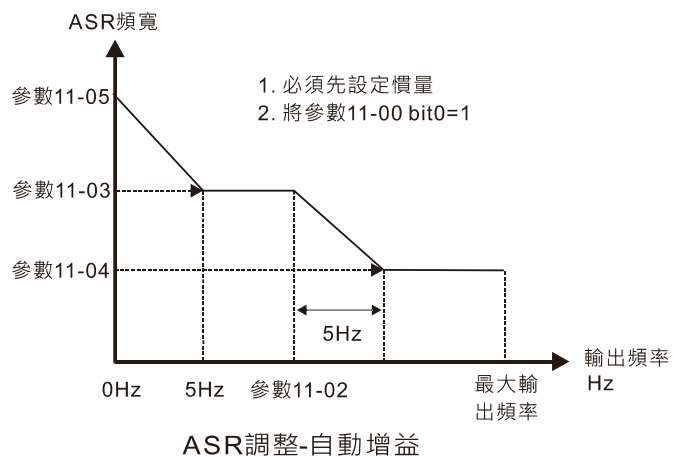 ASR頻寬
1. 必須先設定慣量
2. 將參數11-00 bit0=1
參數11-05
參數11-03
參數11-04
5Hz
0Hz
5Hz
參數11-02
最大輸
出頻率
輸出頻率
Hz
ASR調整-自動增益